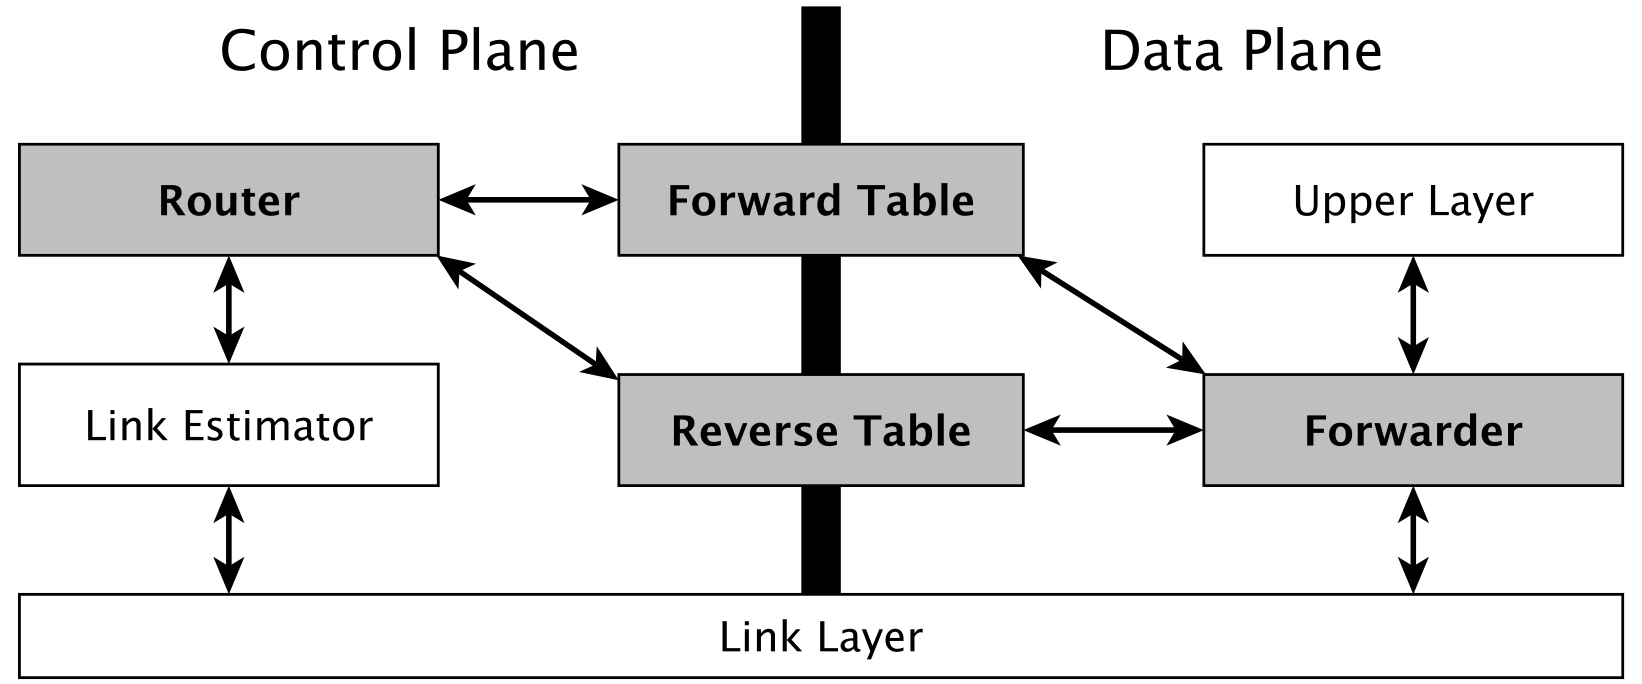 Control Plane
Data Plane
Router
Forward Table
Upper Layer
Link Estimator
Reverse Table
Forwarder
Link Layer